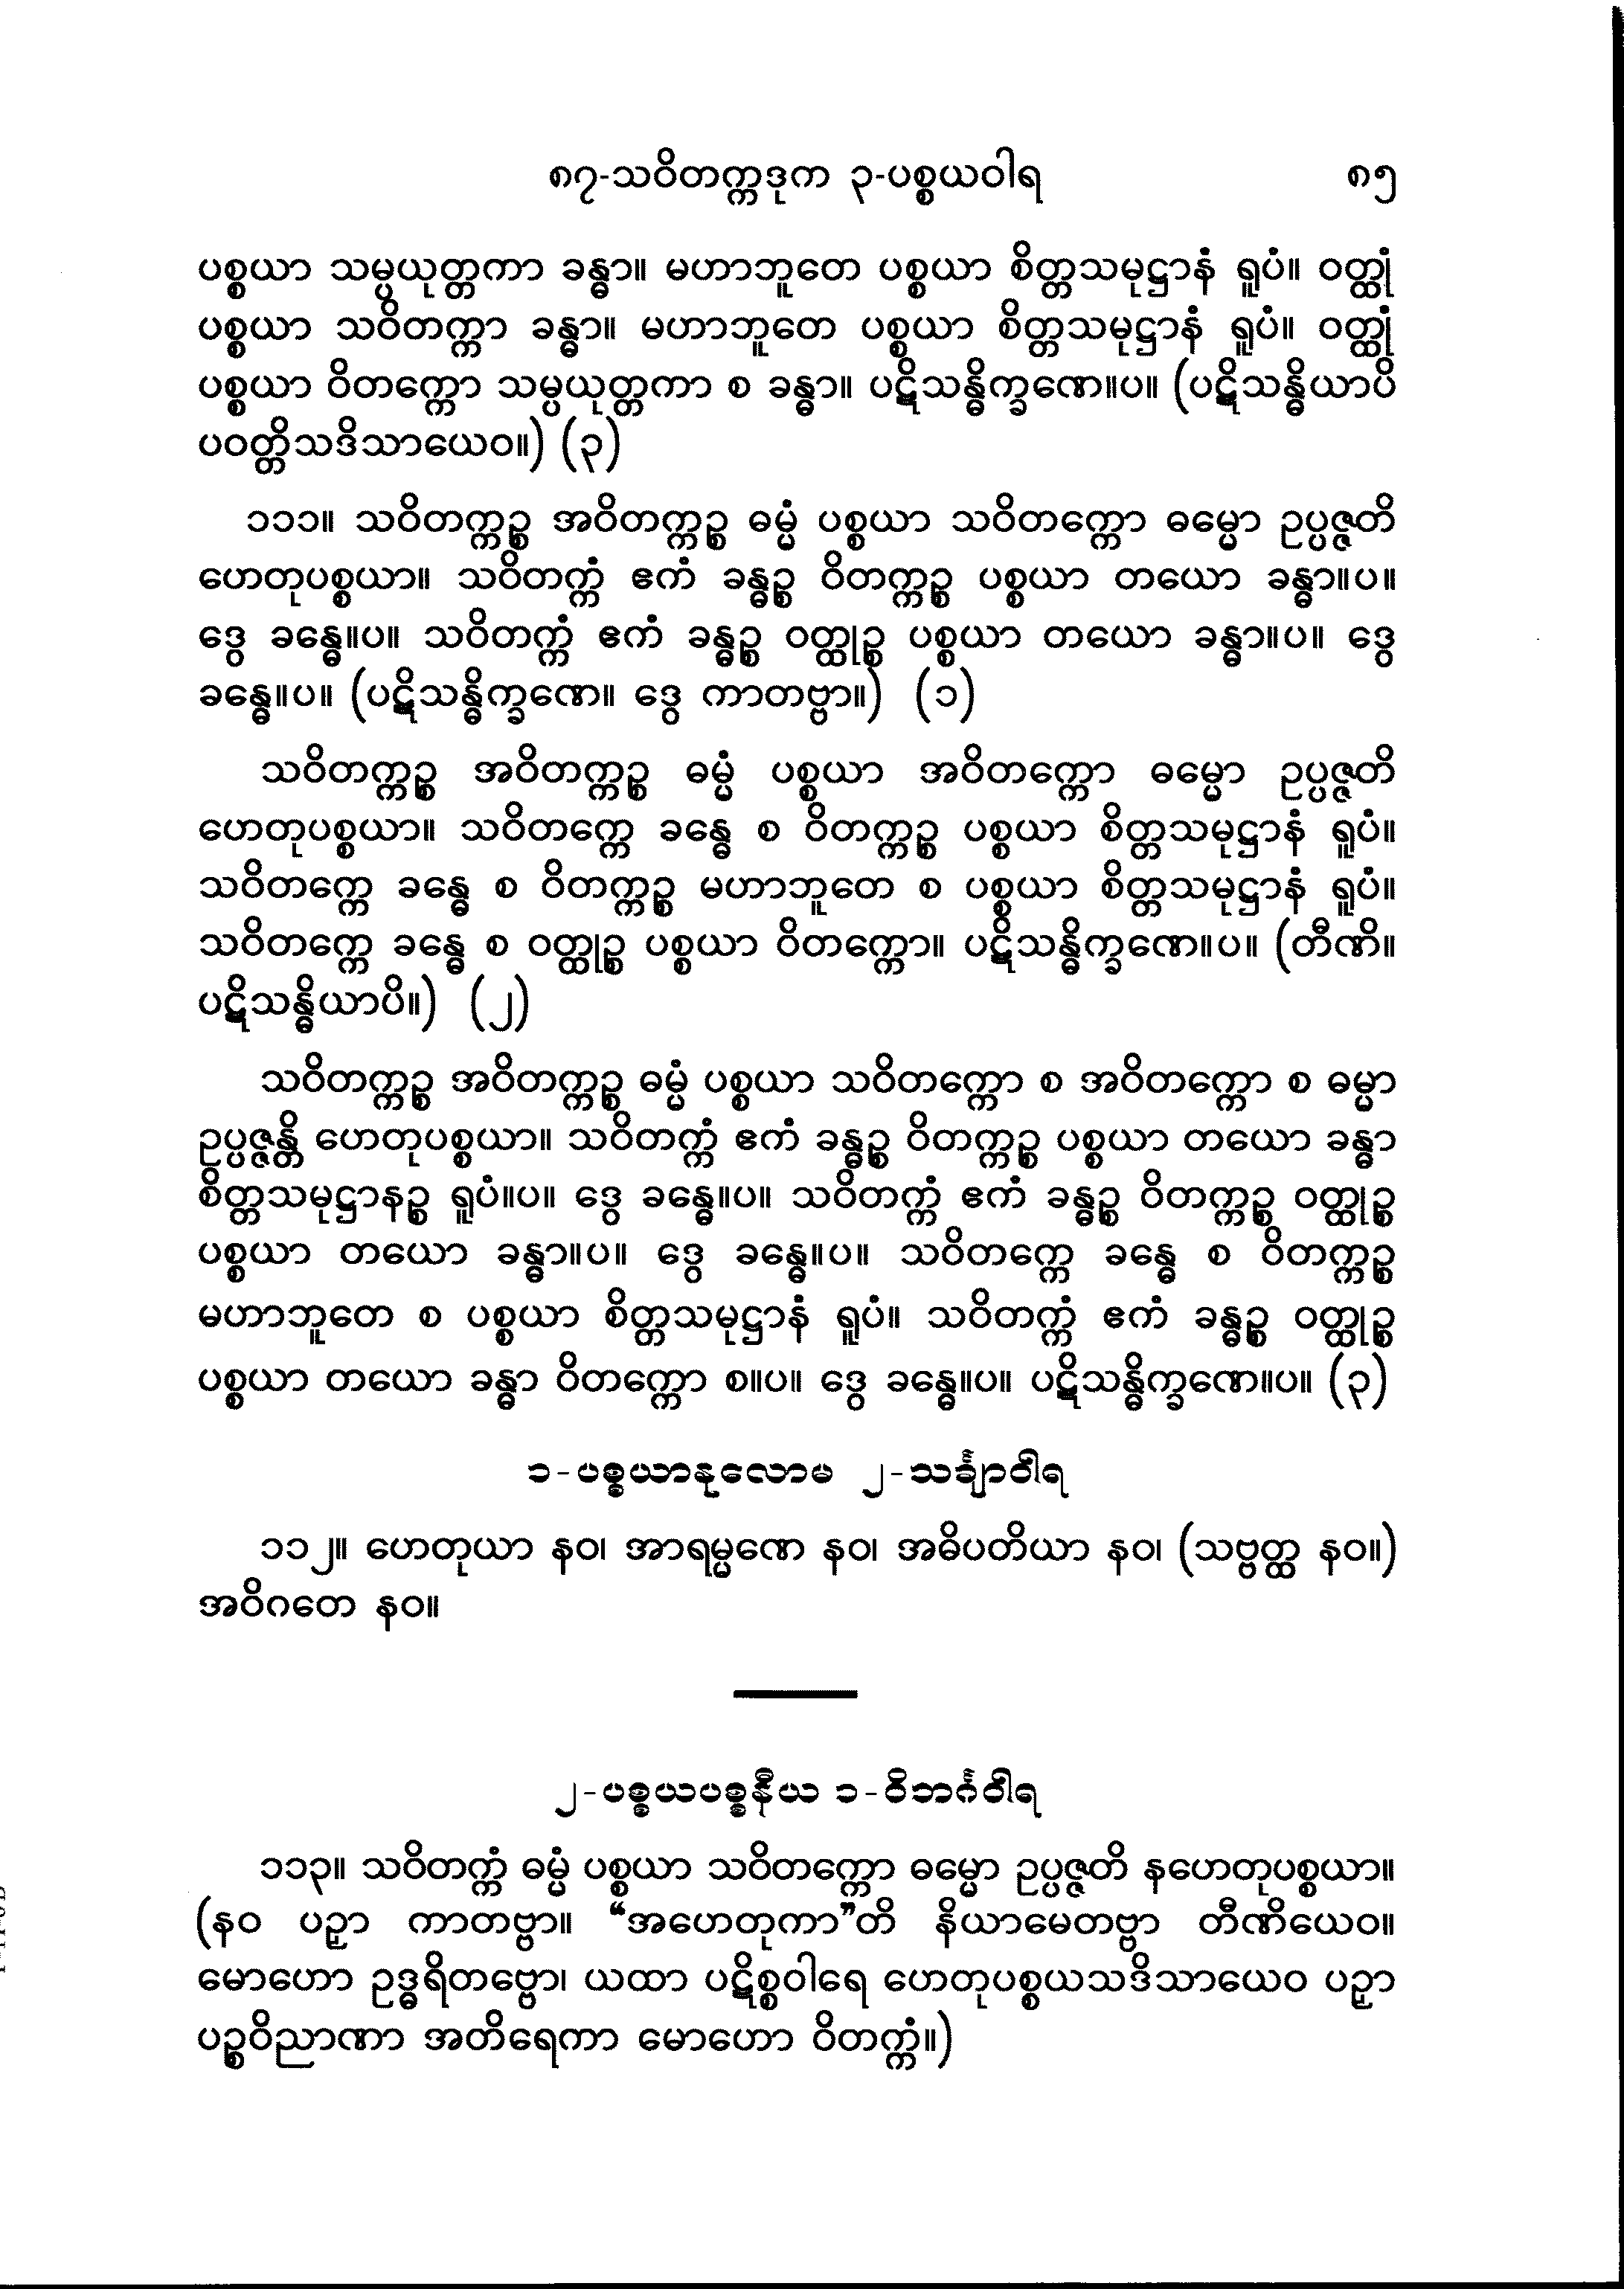 ၈၇-သဝိတက္ကဒုက ၃-ပစ္စယဝါရ ၈၅
ပစ္စယာ သမ္ပယုတ္တကာ ခန္ဓာ။ မဟာဘူတေ ပစ္စယာ စိတ္တသမုဋ္ဌာနံ ရူပံ။ ဝတ္ထုံ
ပစ္စယာ သဝိတက္ကာ ခန္ဓာ။ မဟာဘူတေ ပစ္စယာ စိတ္တသမုဋ္ဌာနံ ရူပံ။ ဝတ္ထုံ
ပစ္စယာ ဝိတက္ကော သမ္ပယုတ္တကာ စ ခန္ဓာ။ ပဋိသန္ဓိက္ခဏေ။ပ။ (ပဋိသန္ဓိယာပိ
ပဝတ္တိသဒိသာယေဝ။) (၃)
၁၁၁။ သဝိတက္ကဉ္စ အဝိတက္ကဉ္စ ဓမ္မံ ပစ္စယာ သဝိတက္ကော ဓမ္မော ဥပ္ပဇ္ဇတိ
ဟေတုပစ္စယာ။ သဝိတက္ကံ ဧကံ ခန္ဓဉ္စ ဝိတက္ကဉ္စ ပစ္စယာ တယော ခန္ဓာ။ပ။
ဒွေ ခန္ဓေ။ပ။ သဝိတက္ကံ ဧကံ ခန္ဓဉ္စ ဝတ္ထုဉ္စ ပစ္စယာ တယော ခန္ဓာ။ပ။ ဒွေ
ခန္ဓေ။ပ။ (ပဋိသန္ဓိက္ခဏေ။ ဒွေ ကာတဗ္ဗာ။) (၁)
သဝိတက္ကဉ္စ အဝိတက္ကဉ္စ ဓမ္မံ ပစ္စယာ အဝိတက္ကော ဓမ္မော ဥပ္ပဇ္ဇတိ
ဟေတုပစ္စယာ။ သဝိတက္ကေ ခန္ဓေ စ ဝိတက္ကဉ္စ ပစ္စယာ စိတ္တသမုဋ္ဌာနံ ရူပံ။
သဝိတက္ကေ ခန္ဓေ စ ဝိတက္ကဉ္စ မဟာဘူတေ စ ပစ္စယာ စိတ္တသမုဋ္ဌာနံ ရူပံ။
သဝိတက္ကေ ခန္ဓေ စ ဝတ္ထုဉ္စ ပစ္စယာ ဝိတက္ကော။ ပဋိသန္ဓိက္ခဏေ။ပ။ (တီဏိ။
ပဋိသန္ဓိယာပိ။) (၂)
သဝိတက္ကဉ္စ အဝိတက္ကဉ္စ ဓမ္မံ ပစ္စယာ သဝိတက္ကော စ အဝိတက္ကော စ ဓမ္မာ
ဥပ္ပဇ္ဇန္တိ ဟေတုပစ္စယာ။ သဝိတက္ကံ ဧကံ ခန္ဓဉ္စ ဝိတက္ကဉ္စ ပစ္စယာ တယော ခန္ဓာ
စိတ္တသမုဋ္ဌာနဉ္စ ရူပံ။ပ။ ဒွေ ခန္ဓေ။ပ။ သဝိတက္ကံ ဧကံ ခန္ဓဉ္စ ဝိတက္ကဉ္စ ဝတ္ထုဉ္စ
ပစ္စယာ တယော ခန္ဓာ။ပ။ ဒွေ ခန္ဓေ။ပ။ သဝိတက္ကေ ခန္ဓေ စ ဝိတက္ကဉ္စ
မဟာဘူတေ စ ပစ္စယာ စိတ္တသမုဋ္ဌာနံ ရူပံ။ သဝိတက္ကံ ဧကံ ခန္ဓဉ္စ ဝတ္ထုဉ္စ
ပစ္စယာ တယော ခန္ဓာ ဝိတက္ကော စ။ပ။ ဒွေ ခန္ဓေ။ပ။ ပဋိသန္ဓိက္ခဏေ။ပ။ (၃)
၁-ပစ္စယာနုလောမ ၂-သင်္ချာဝါရ
၁၁၂။ ဟေတုယာ နဝ၊ အာရမ္မဏေ နဝ၊ အဓိပတိယာ နဝ၊ (သဗ္ဗတ္ထ နဝ။)
အဝိဂတေ နဝ။
၂-ပစ္စယပစ္စနီယ ၁-ဝိဘင်္ဂဝါရ
၁၁၃။ သဝိတက္ကံ ဓမ္မံ ပစ္စယာ သဝိတက္ကော ဓမ္မော ဥပ္ပဇ္ဇတိ နဟေတုပစ္စယာ။
(နဝ ပဉှာ ကာတဗ္ဗာ။ “အဟေတုကာ”တိ နိယာမေတဗ္ဗာ တီဏိယေဝ။
မောဟော ဥဒ္ဓရိတဗ္ဗော၊ ယထာ ပဋိစ္စဝါရေ ဟေတုပစ္စယသဒိသာယေဝ ပဉှာ
ပဉ္စဝိညာဏာ အတိရေကာ မောဟော ဝိတက္ကံ။)